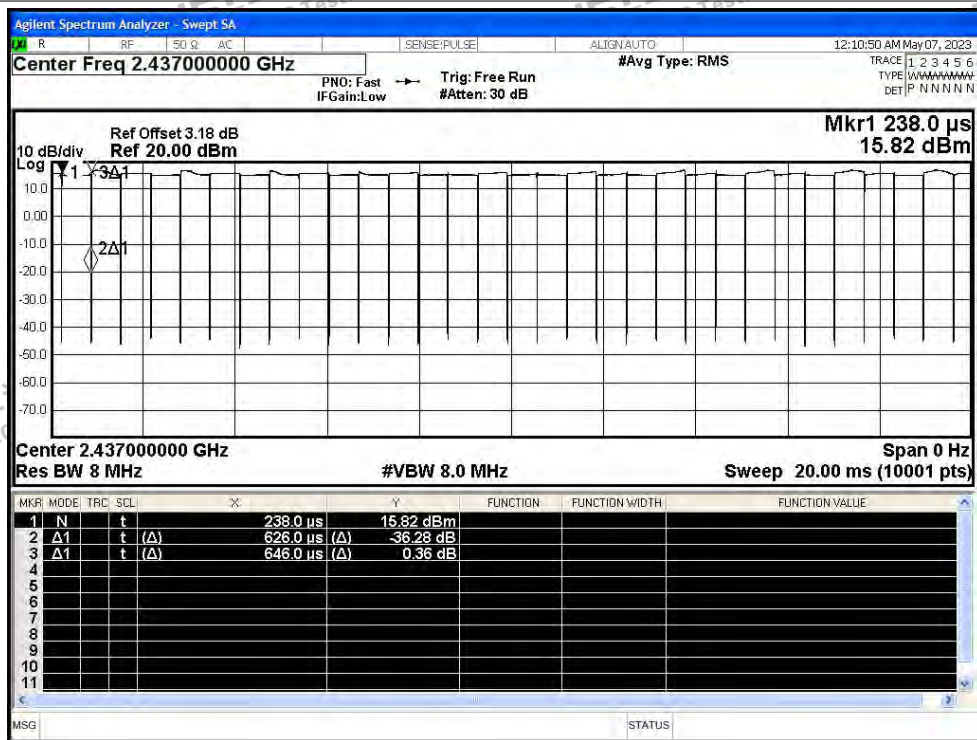 Agilent Spectrum Analyzer - Swept SA
LXI R RF 50 Ω AC SENSE:PULSE ALIGN AUTO 12:10:50 AM May 07, 2023
Center Freq 2.437000000 GHz #Avg Type: RMS TRACE 1 2 3 4 5 6
PNO: Fast Trig: Free Run TYPE WWWWWW
IFGain:Low #Atten: 30 dB DET P N N N N N
Mkr1 238.0 µs
Ref Offset 3.18 dB
10 dB/div Ref 20.00 dBm 15.82 dBm
Log
1 3Δ1
10.0
0.00
2Δ1
-10.0
-20.0
-30.0
-40.0
-50.0
-60.0
-70.0
Center 2.437000000 GHz Span 0 Hz
Res BW 8 MHz #VBW 8.0 MHz Sweep 20.00 ms (10001 pts)
MKR MODE TRC SCL X Y FUNCTION FUNCTION WIDTH FUNCTION VALUE
1 N t 238.0 µs 15.82 dBm
2 Δ1 t (Δ) 626.0 µs (Δ) -36.28 dB
3 Δ1 t (Δ) 646.0 µs (Δ) 0.36 dB
4
5
6
7
8
9
10
11
MSG STATUS